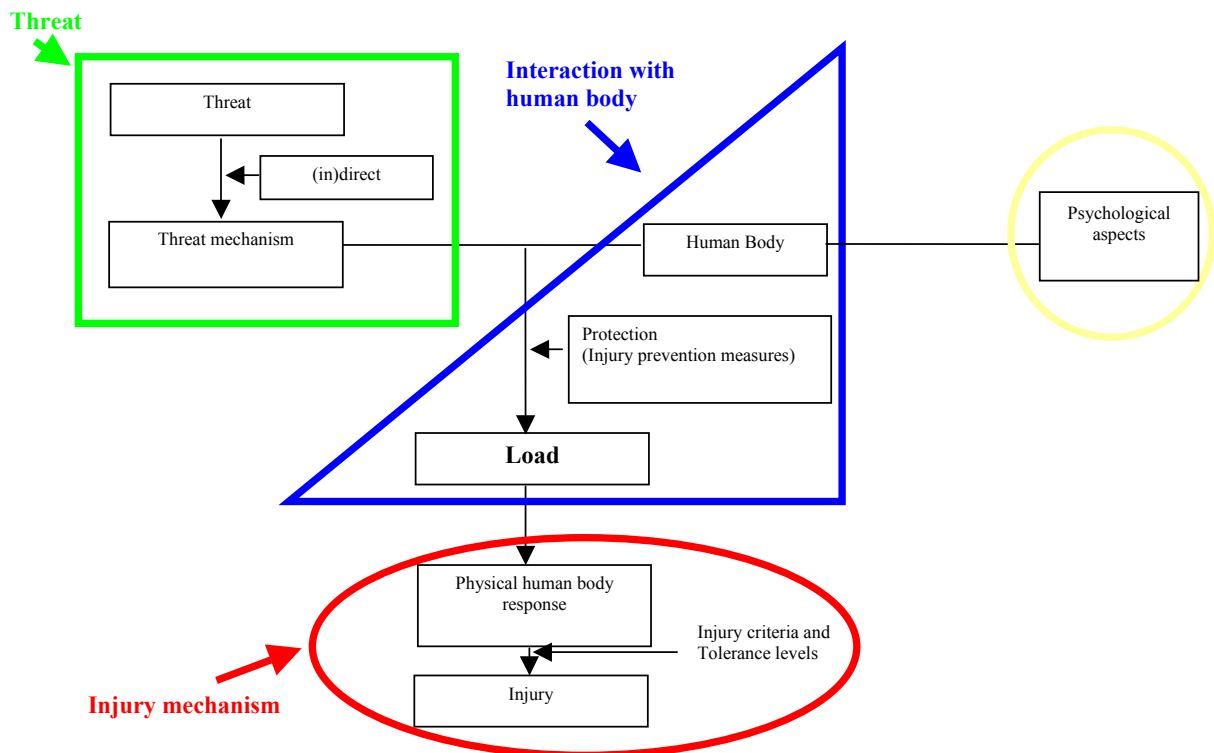 Threat
Threat
(in)direct
Threat mechanism
Interaction with
human body
Human Body
Psychological
aspects
Protection
(Injury prevention measures)
Load
Physical human body
response
Injury criteria and
Tolerance levels
Injury
Injury mechanism